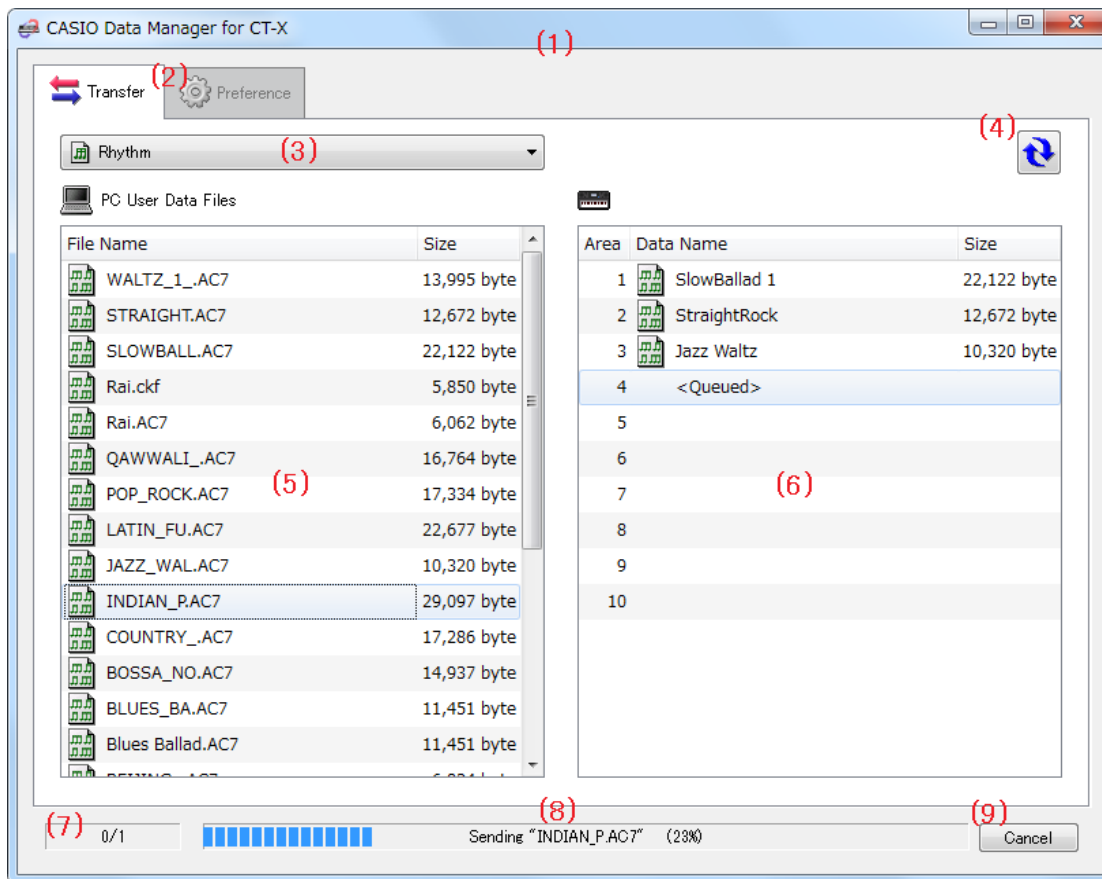 CASIO Data Manager for CT-X
(1)
Transfer (2) Preference
Rhythm (3)
(4)
PC User Data Files
File Name Size
WALTZ_1_.AC7 13,995 byte
STRAIGHT.AC7 12,672 byte
SLOWBALL.AC7 22,122 byte
Rai.ckf 5,850 byte
Rai.AC7 6,062 byte
QAWWALI_.AC7 16,764 byte
(5)
POP_ROCK.AC7 17,334 byte
LATIN_FU.AC7 22,677 byte
JAZZ_WAL.AC7 10,320 byte
INDIAN_P.AC7 29,097 byte
COUNTRY_.AC7 17,286 byte
BOSSA_NO.AC7 14,937 byte
BLUES_BA.AC7 11,451 byte
Blues Ballad.AC7 11,451 byte
Area Data Name Size
1 SlowBallad 1 22,122 byte
2 StraightRock 12,672 byte
3 Jazz Waltz 10,320 byte
4 <Queued>
5
6
(6)
7
8
9
10
(7) 0/1
(8)
Sending "INDIAN_P.AC7" (23%)
(9)
Cancel